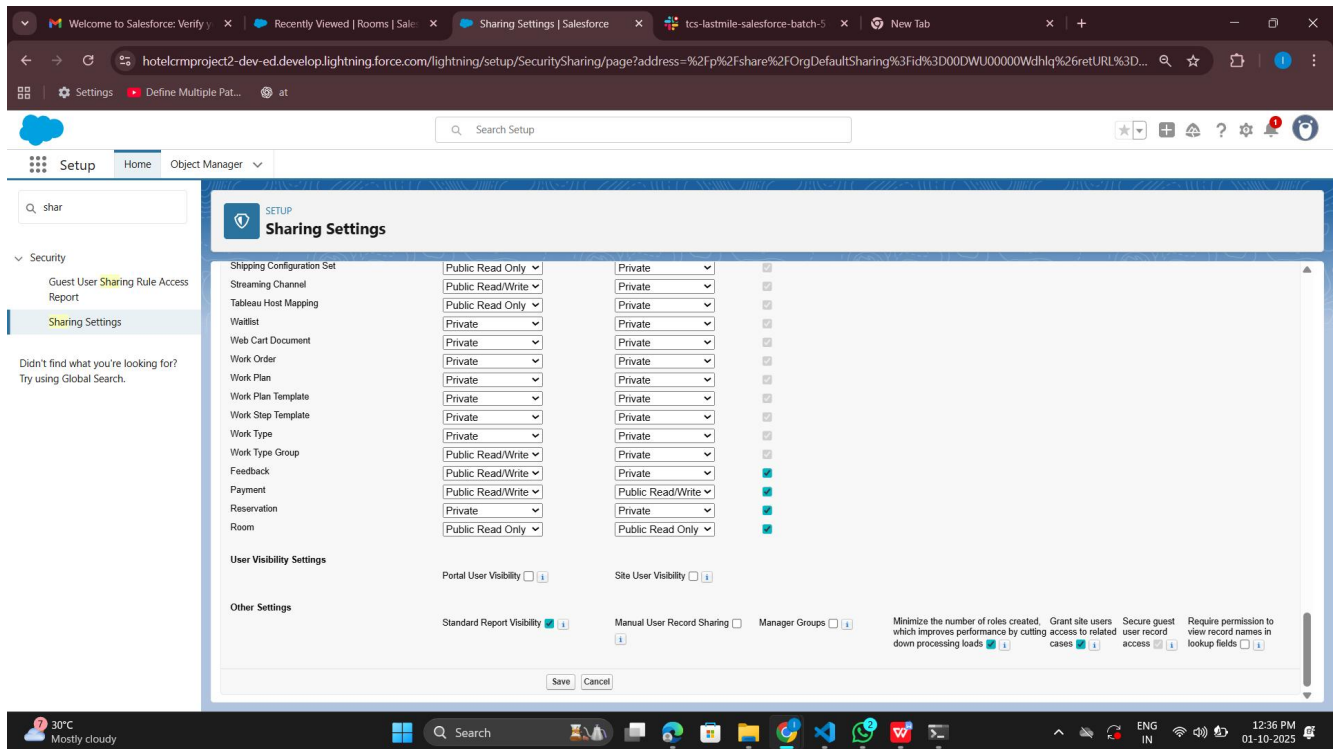 Welcome to Salesforce: Verify y
Recently Viewed | Rooms | Sale
Sharing Settings | Salesforce
tcs-lastmile-salesforce-batch-5
New Tab
hotelcrmproject2-dev-ed.develop.lightning.force.com/lightning/setup/SecuritySharing/page?address=%2Fp%2Fshare%2FOrgDefaultSharing%3Fid%3D00DWU00000Wdhlq%26retURL%3D...
Settings
Define Multiple Pat...
at
Search Setup
1
Setup
Home
Object Manager
shar
SETUP
Sharing Settings
Security
Guest User Sharing Rule Access
Report
Sharing Settings
Didn't find what you're looking for?
Try using Global Search.
Shipping Configuration Set Public Read Only Private
Streaming Channel Public Read/Write Private
Tableau Host Mapping Public Read Only Private
Waitlist Private Private
Web Cart Document Private Private
Work Order Private Private
Work Plan Private Private
Work Plan Template Private Private
Work Step Template Private Private
Work Type Private Private
Work Type Group Public Read/Write Private
Feedback Public Read/Write Private
Payment Public Read/Write Public Read/Write
Reservation Private Private
Room Public Read Only Public Read Only
User Visibility Settings
Portal User Visibility i Site User Visibility i
Other Settings
Standard Report Visibility i
Manual User Record Sharing
i
Manager Groups i
Minimize the number of roles created,
which improves performance by cutting
down processing loads i
Grant site users
access to related
cases i
Secure guest
user record
access i
Require permission to
view record names in
lookup fields i
Save Cancel
7
30°C
Mostly cloudy
Search
2
ENG
IN
12:36 PM
01-10-2025